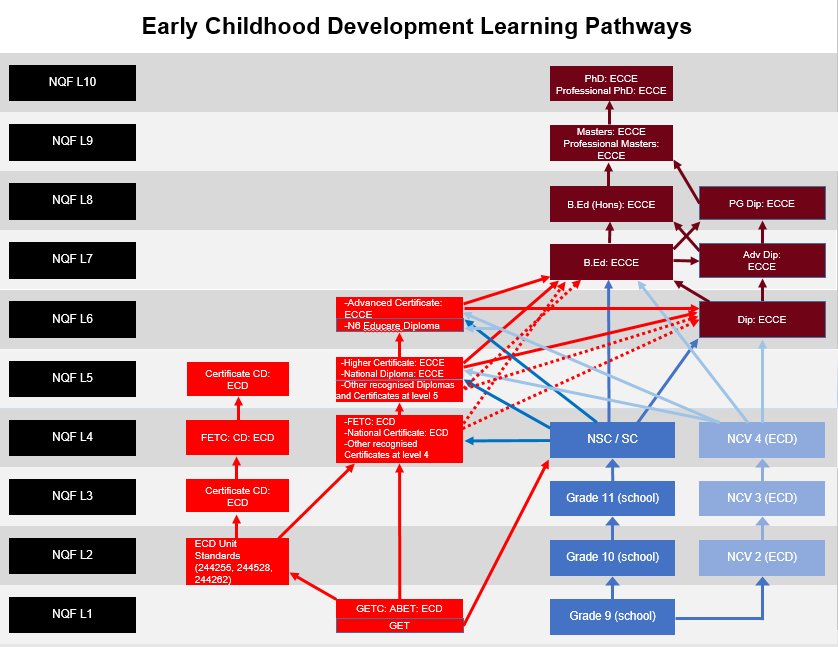 Early Childhood Development Learning Pathways
NQF L10
PhD: ECCE
Professional PhD: ECCE
NQF L9
Masters: ECCE
Professional Masters:
ECCE
NQF L8
B.Ed (Hons): ECCE
PG Dip: ECCE
NQF L7
B.Ed: ECCE
Adv Dip:
ECCE
NQF L6
-Advanced Certificate:
ECCE
-N6 Educare Diploma
Dip: ECCE
NQF L5
Certificate CD:
ECD
-Higher Certificate: ECCE
-National Diploma: ECCE
-Other recognised Diplomas
and Certificates at level 5
NQF L4
FETC: CD: ECD
-FETC: ECD
-National Certificate: ECD
-Other recognised
Certificates at level 4
NSC / SC
NCV 4 (ECD)
NQF L3
Certificate CD:
ECD
Grade 11 (school)
NCV 3 (ECD)
NQF L2
ECD Unit
Standards
(244255, 244528,
244262)
Grade 10 (school)
NCV 2 (ECD)
NQF L1
GETC: ABET: ECD
GET
Grade 9 (school)